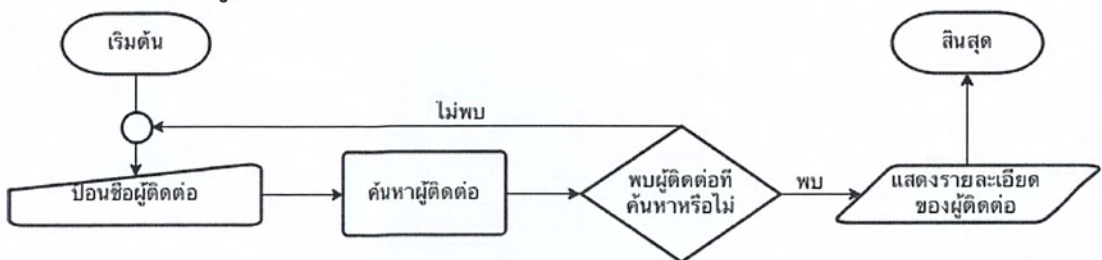 เริ่มต้น
สิ้นสุด
ไม่พบ
ป้อนชื่อผู้ติดต่อ
ค้นหาผู้ติดต่อ
พบผู้ติดต่อที่
ค้นหาหรือไม่
พบ
แสดงรายละเอียด
ของผู้ติดต่อ